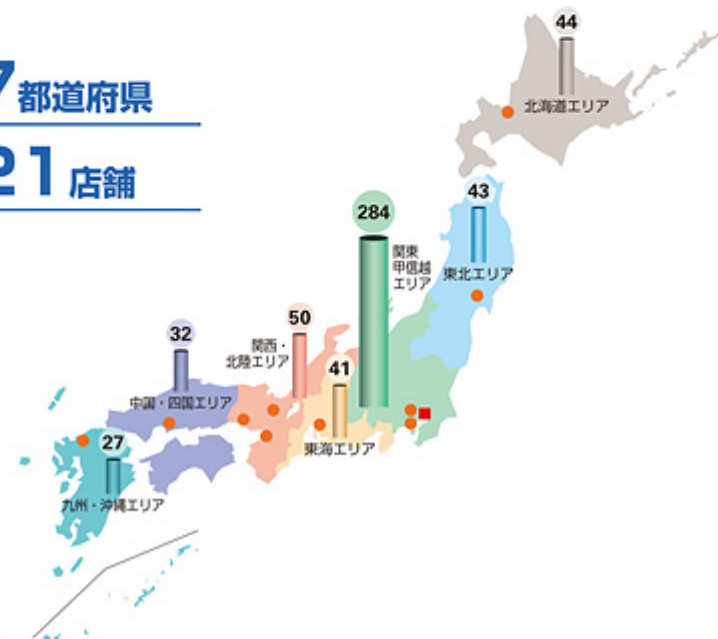 7都道府県
21店舗
44
北海道エリア
43
東北エリア
284
関東
甲信越
エリア
50
関西・
北陸エリア
32
中国・四国エリア
41
東海エリア
27
九州・沖縄エリア